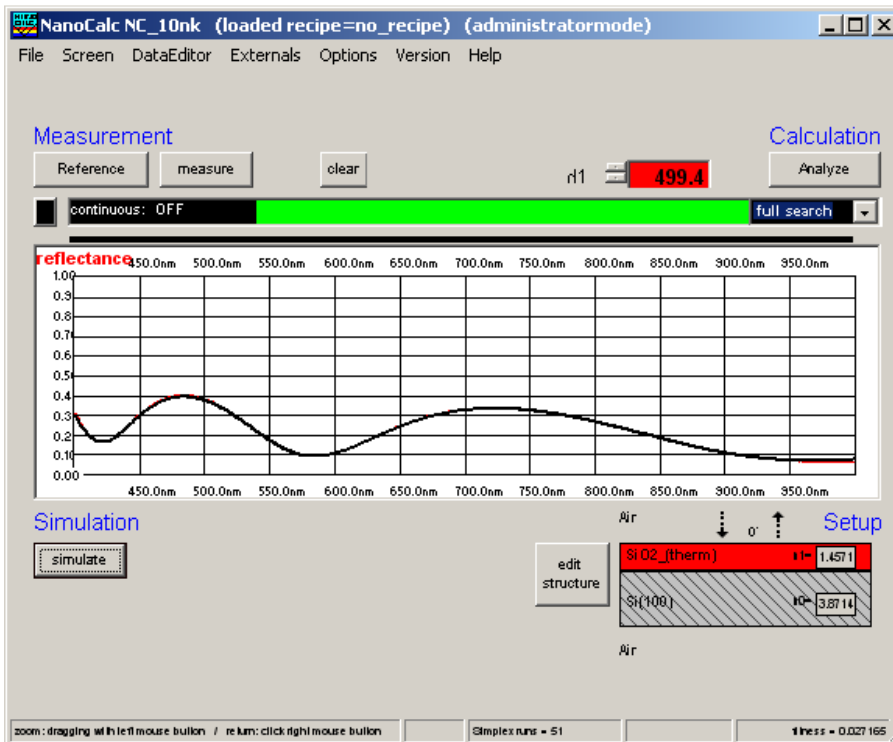 NanoCalc NC_10nk (loaded recipe=no_recipe) (administratormode)
File Screen DataEditor Externals Options Version Help
Measurement Calculation
Reference measure clear d1 499.4 Analyze
continuous: OFF full search
reflectance 450.0nm 500.0nm 550.0nm 600.0nm 650.0nm 700.0nm 750.0nm 800.0nm 850.0nm 900.0nm 950.0nm
1.00
0.9
0.8
0.7
0.6
0.5
0.4
0.3
0.2
0.10
0.00
450.0nm 500.0nm 550.0nm 600.0nm 650.0nm 700.0nm 750.0nm 800.0nm 850.0nm 900.0nm 950.0nm
Simulation Air 0° Setup
simulate edit structure SiO2_(therm) n1= 1.4571
Si(100) n0= 3.8714
Air
zoom: dragging with left mouse button / return: click right mouse button Simplex runs = 51 fitness = 0.027165